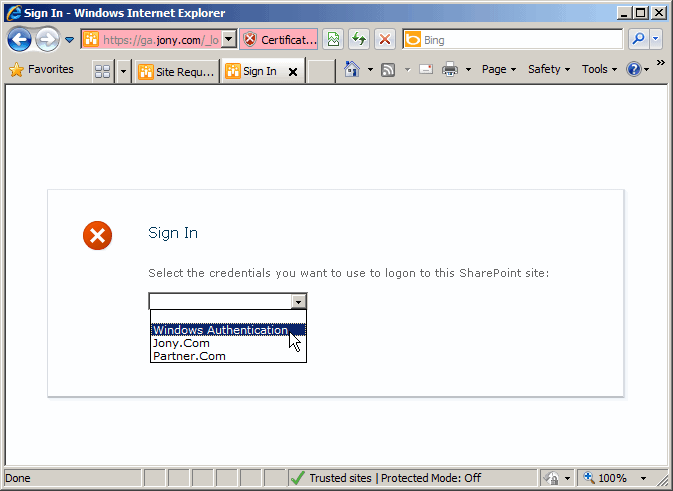 Sign In - Windows Internet Explorer
https://ga.jony.com/_lo
Certificat...
Bing
Favorites
Site Requ...
Sign In
Page
Safety
Tools
Sign In
Select the credentials you want to use to logon to this SharePoint site:
Windows Authentication
Jony.Com
Partner.Com
Done
Trusted sites | Protected Mode: Off
100%